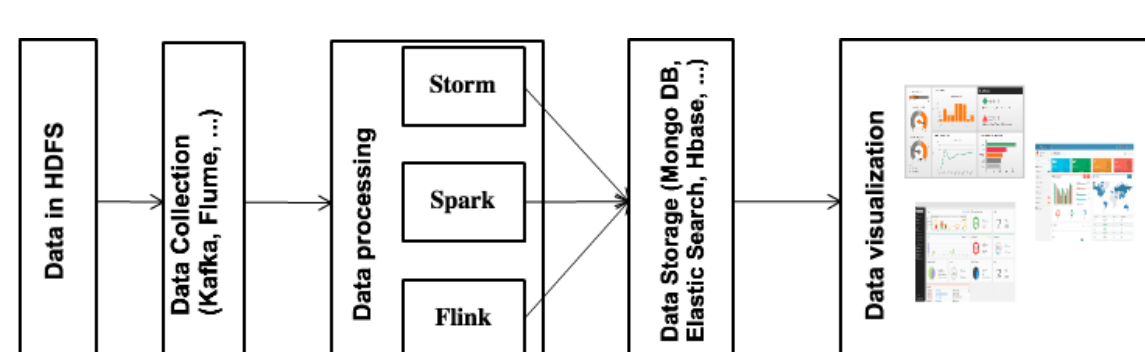 Data in HDFS
Data Collection
(Kafka, Flume, ...)
Data processing
Storm
Spark
Flink
Data Storage (Mongo DB,
Elastic Search, Hbase, ...)
Data visualization